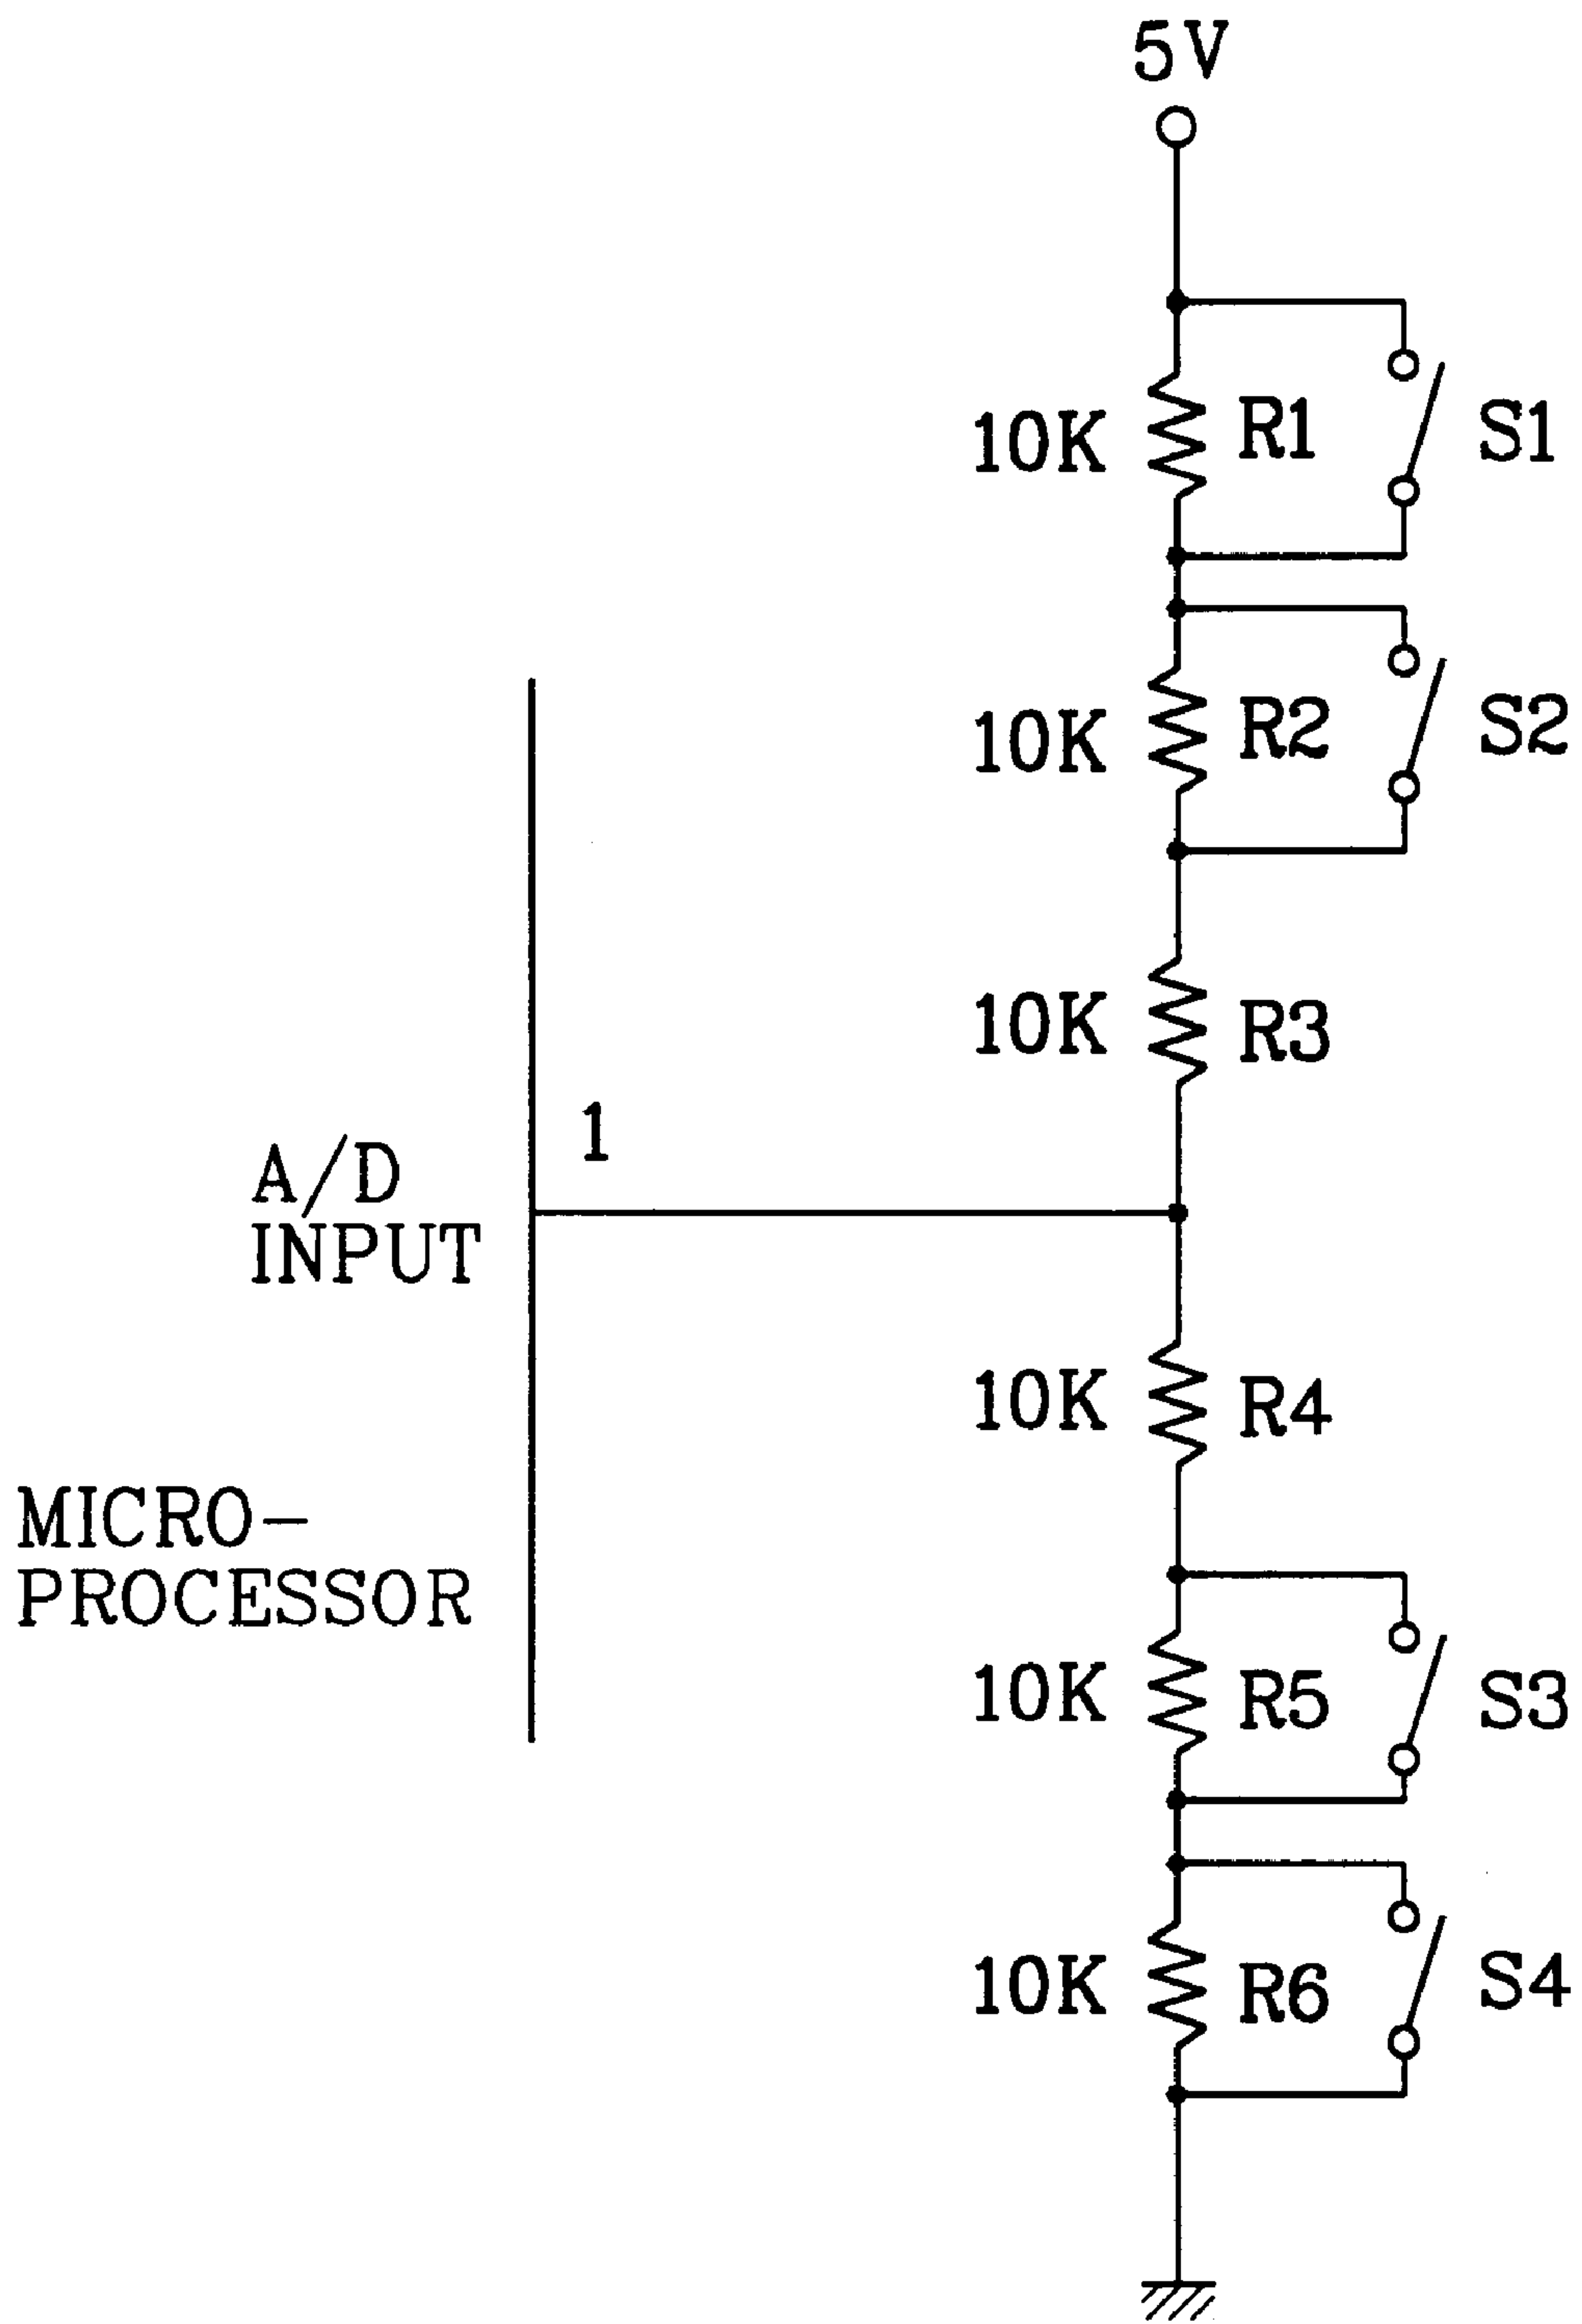 5V
10K R1 S1
10K R2 S2
10K R3
1
A/D
INPUT
10K R4
MICRO-
PROCESSOR
10K R5 S3
10K R6 S4